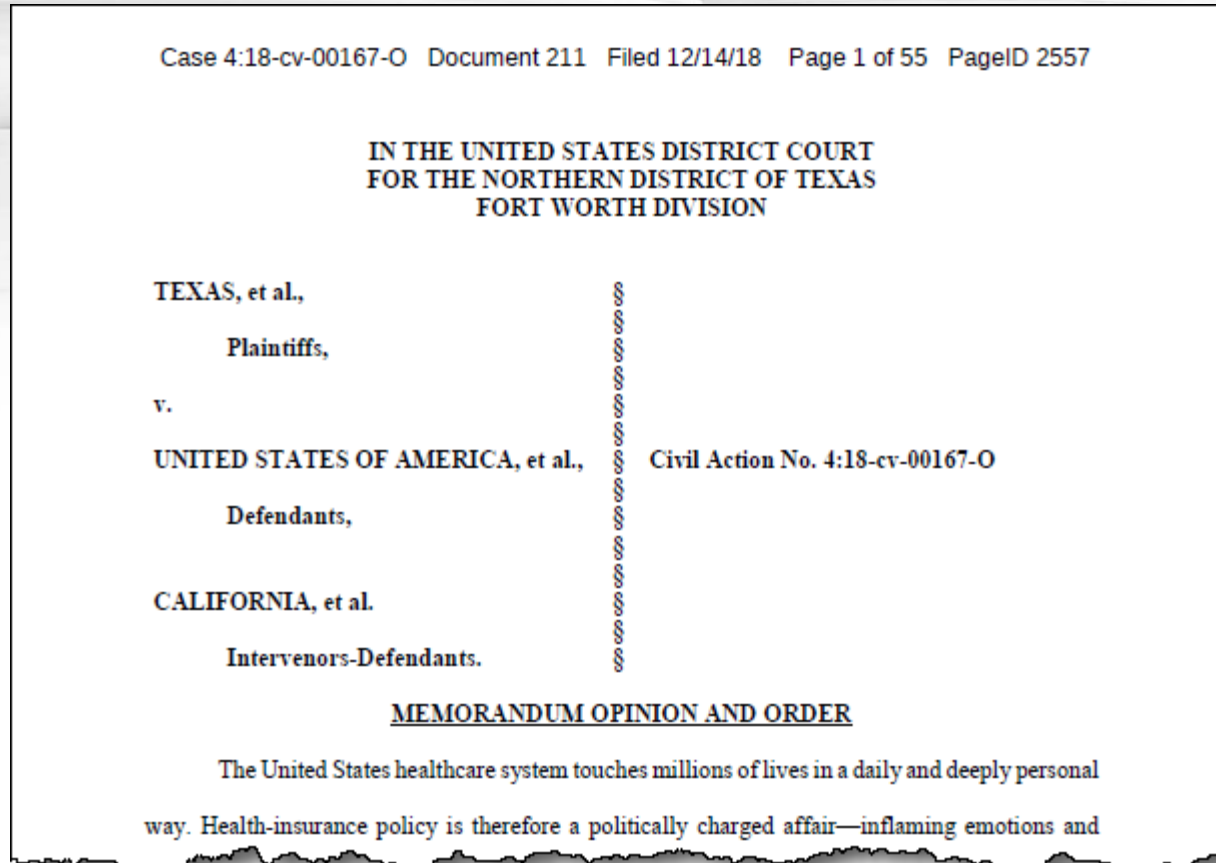 Case 4:18-cv-00167-O Document 211 Filed 12/14/18 Page 1 of 55 PageID 2557
IN THE UNITED STATES DISTRICT COURT
FOR THE NORTHERN DISTRICT OF TEXAS
FORT WORTH DIVISION
TEXAS, et al., §
§
Plaintiffs, §
§
v. §
§
UNITED STATES OF AMERICA, et al., § Civil Action No. 4:18-cv-00167-O
§
Defendants, §
§
§
CALIFORNIA, et al. §
§
Intervenors-Defendants. §
MEMORANDUM OPINION AND ORDER
The United States healthcare system touches millions of lives in a daily and deeply personal
way. Health-insurance policy is therefore a politically charged affair—inflaming emotions and